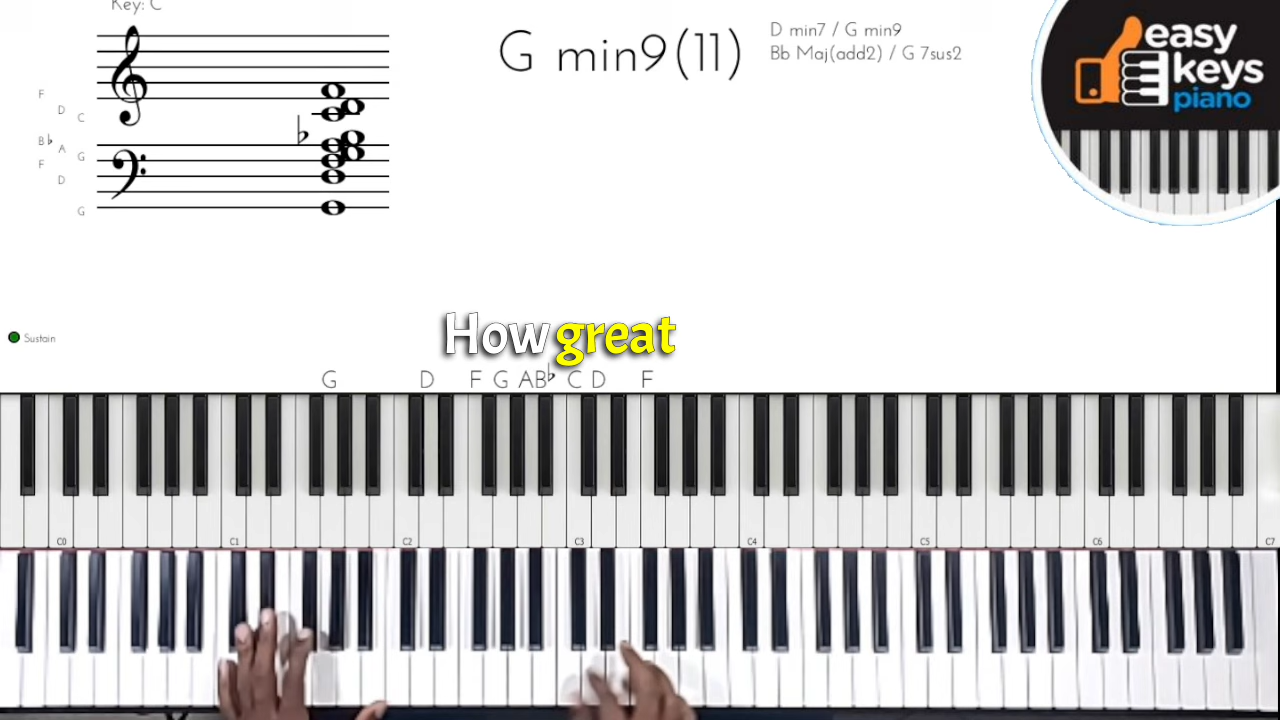 Key: C
G min9(11)
D min7 / G min9
Bb Maj(add2) / G 7sus2
easy
keys
piano
F
D
C
B♭
A
G
F
D
G
Sustain
How great
G D F G A B♭ C D F
C0 C1 C2 C3 C4 C5 C6 C7